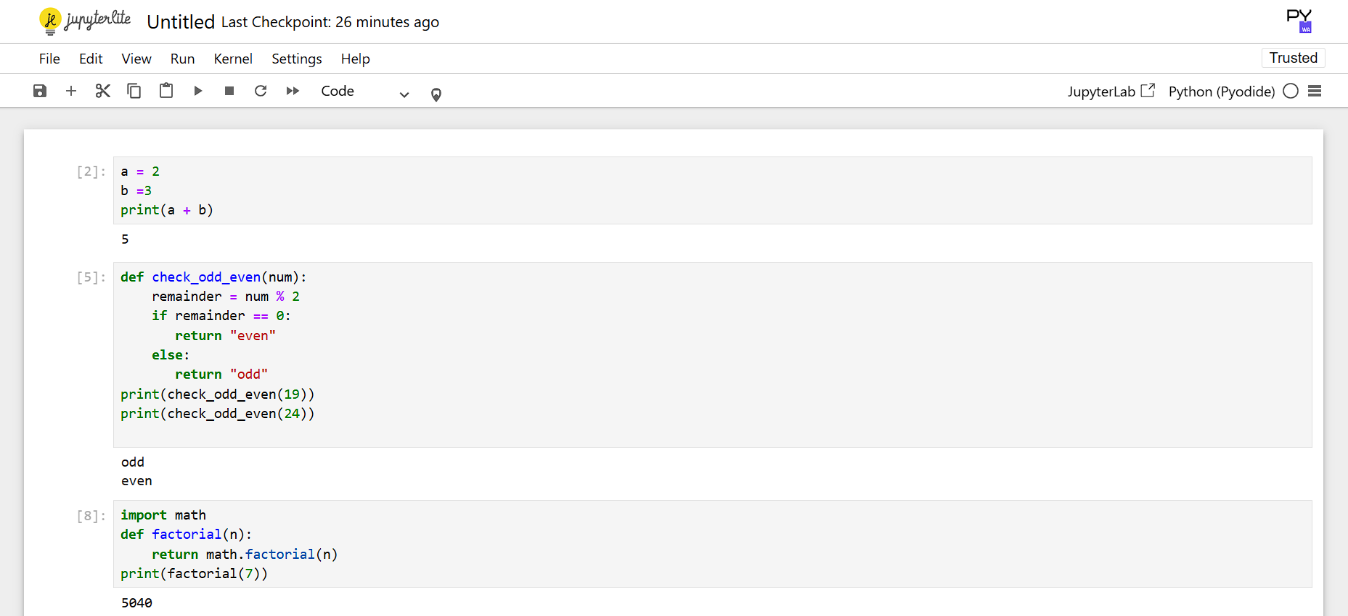 jupyterlite Untitled Last Checkpoint: 26 minutes ago PY
WA
File Edit View Run Kernel Settings Help Trusted
Code JupyterLab Python (Pyodide)
[2]: a = 2
b =3
print(a + b)
5
[5]: def check_odd_even(num):
    remainder = num % 2
    if remainder == 0:
       return "even"
    else:
       return "odd"
print(check_odd_even(19))
print(check_odd_even(24))
odd
even
[8]: import math
def factorial(n):
    return math.factorial(n)
print(factorial(7))
5040